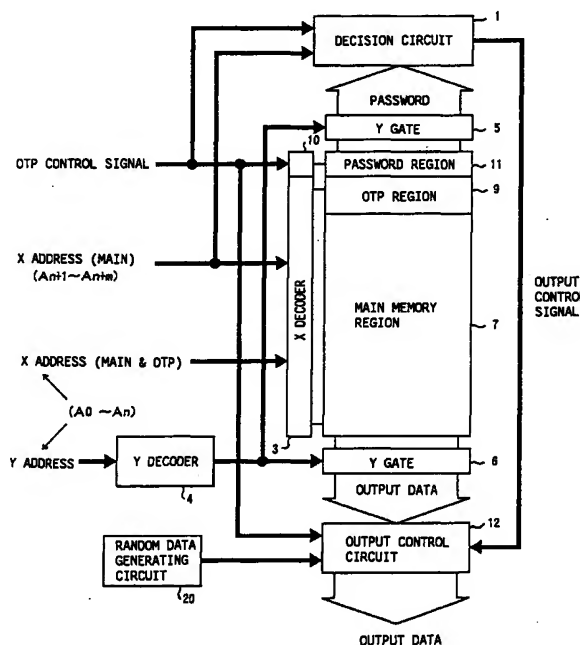 1
DECISION CIRCUIT
PASSWORD
10
Y GATE
5
OTP CONTROL SIGNAL
PASSWORD REGION
11
OTP REGION
9
X ADDRESS (MAIN)
(An+1~An+m)
X DECODER
MAIN MEMORY
REGION
7
OUTPUT
CONTROL
SIGNAL
X ADDRESS (MAIN & OTP)
(A0 ~An)
3
Y ADDRESS
Y DECODER
4
Y GATE
6
OUTPUT DATA
12
RANDOM DATA
GENERATING
CIRCUIT
20
OUTPUT CONTROL
CIRCUIT
OUTPUT DATA